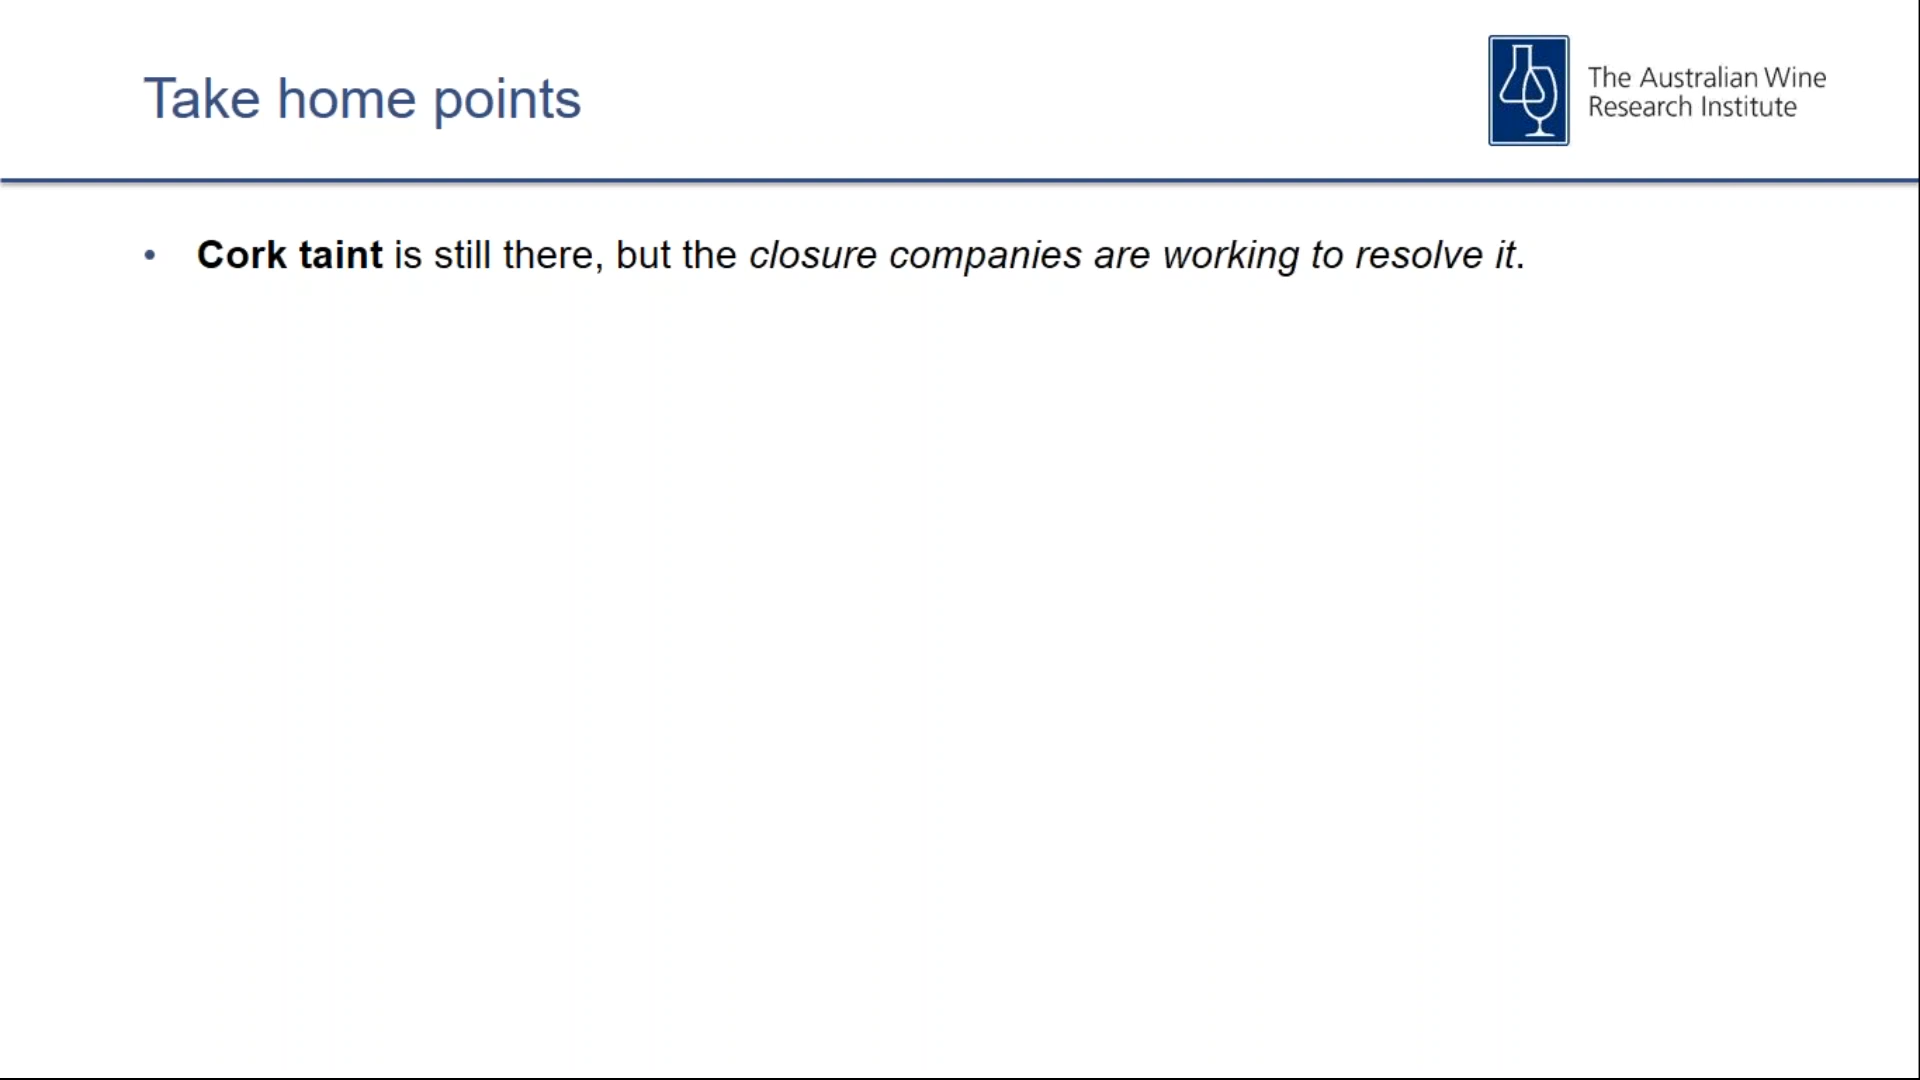 Take home points
The Australian Wine
Research Institute
• Cork taint is still there, but the closure companies are working to resolve it.